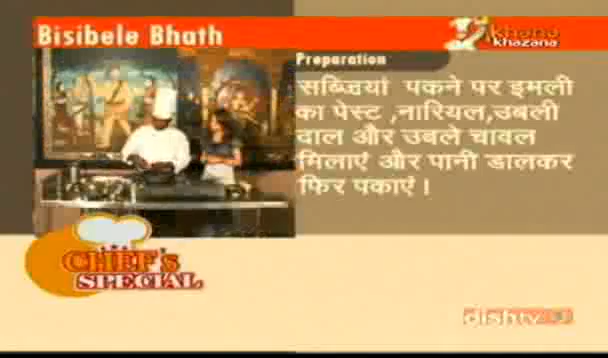 Bisibele Bhath
khana
khazana
Preparation
सब्ज़ियां पकने पर इमली
का पेस्ट ,नारियल,उबली
दाल और उबले चावल
मिलाएं और पानी डालकर
फिर पकाएं।
CHEF's
SPECIAL
dishtv